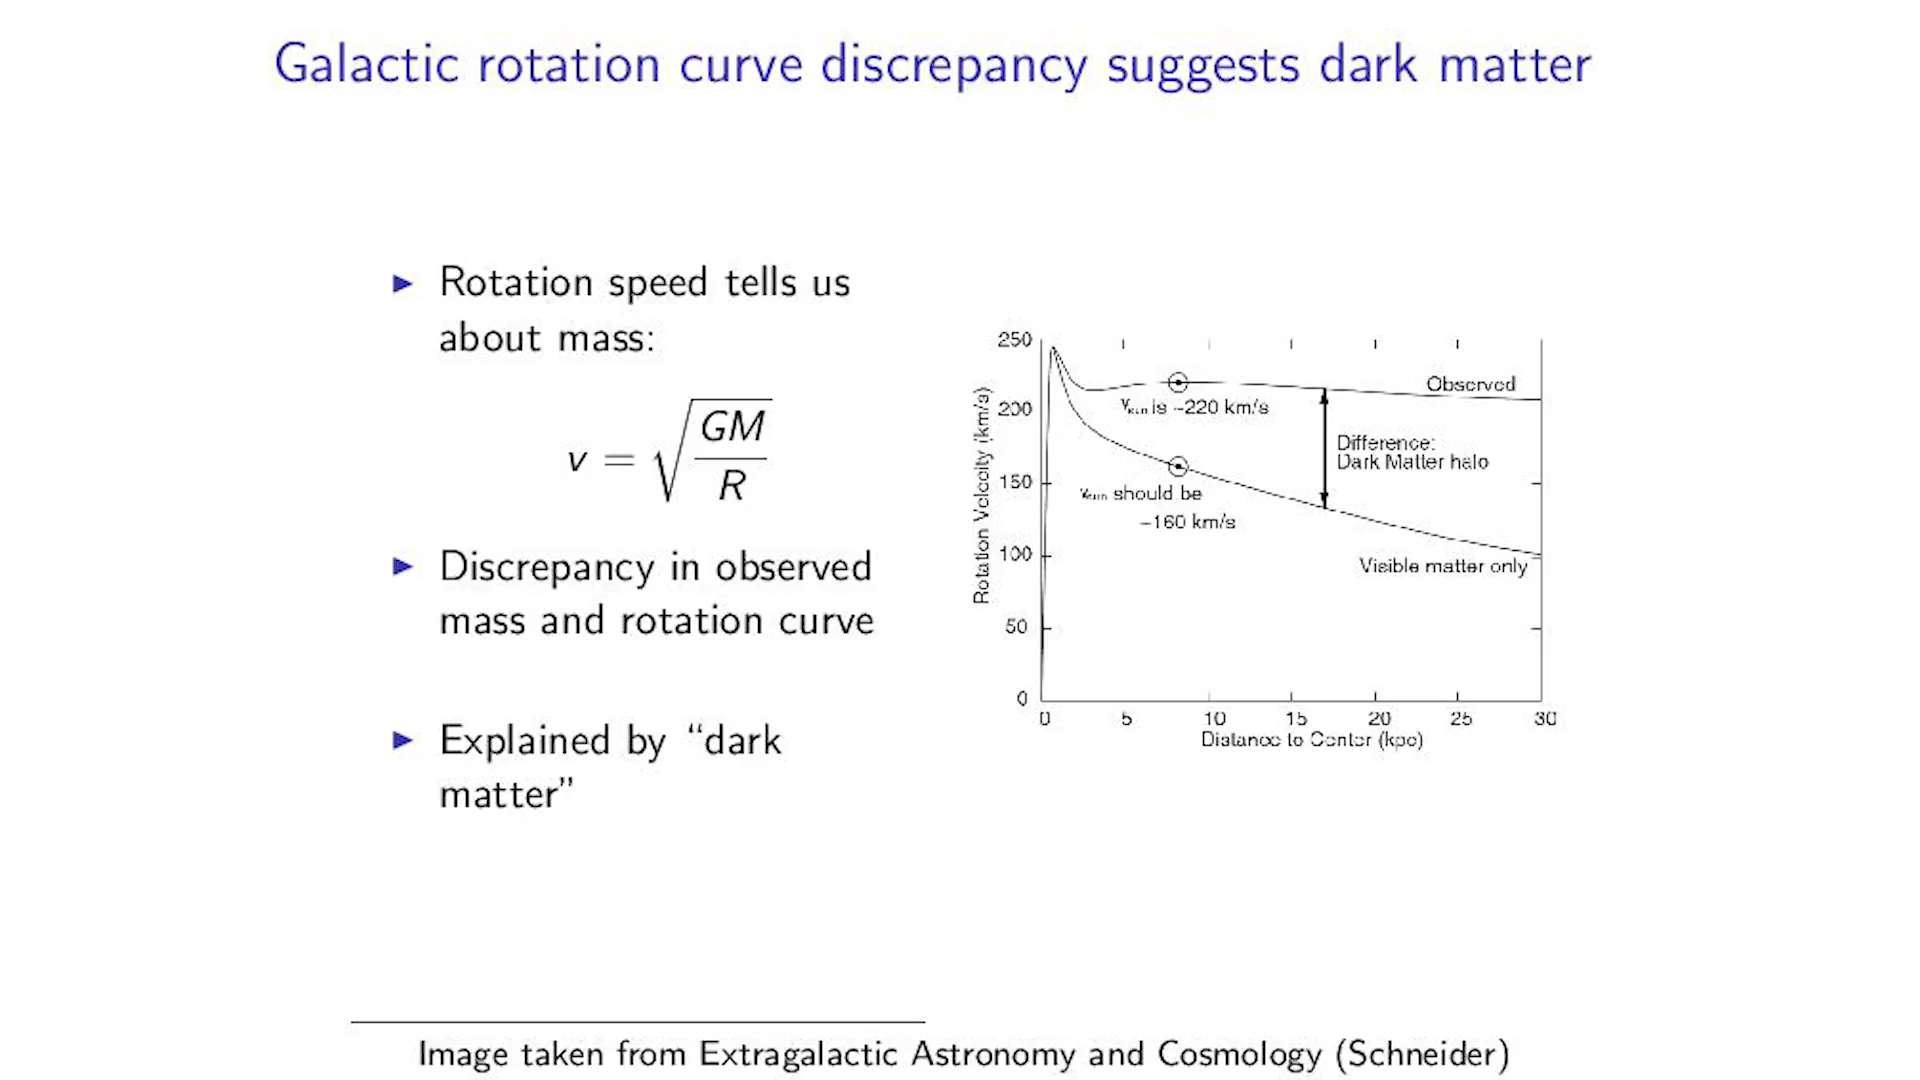 Galactic rotation curve discrepancy suggests dark matter
▶ Rotation speed tells us
about mass:
v = √(GM/R)
▶ Discrepancy in observed
mass and rotation curve
▶ Explained by “dark
matter”
250
200
150
100
50
0
Rotation Velocity (km/s)
Observed
v_sun is ~220 km/s
Difference:
Dark Matter halo
v_sun should be
~160 km/s
Visible matter only
0 5 10 15 20 25 30
Distance to Center (kpc)
Image taken from Extragalactic Astronomy and Cosmology (Schneider)